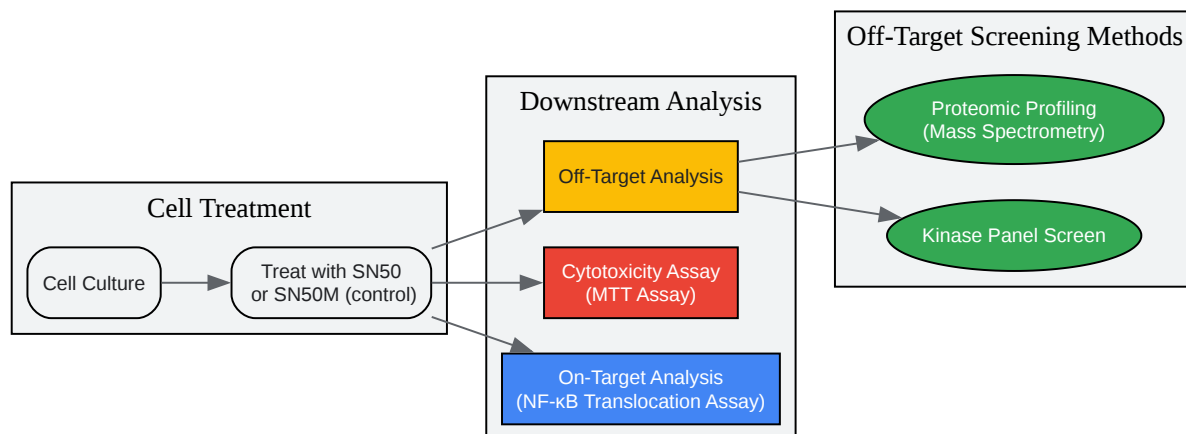 Cell Treatment
Cell Culture
Treat with SN50
or SN50M (control)
Downstream Analysis
Off-Target Analysis
Cytotoxicity Assay
(MTT Assay)
On-Target Analysis
(NF-κB Translocation Assay)
Off-Target Screening Methods
Proteomic Profiling
(Mass Spectrometry)
Kinase Panel Screen